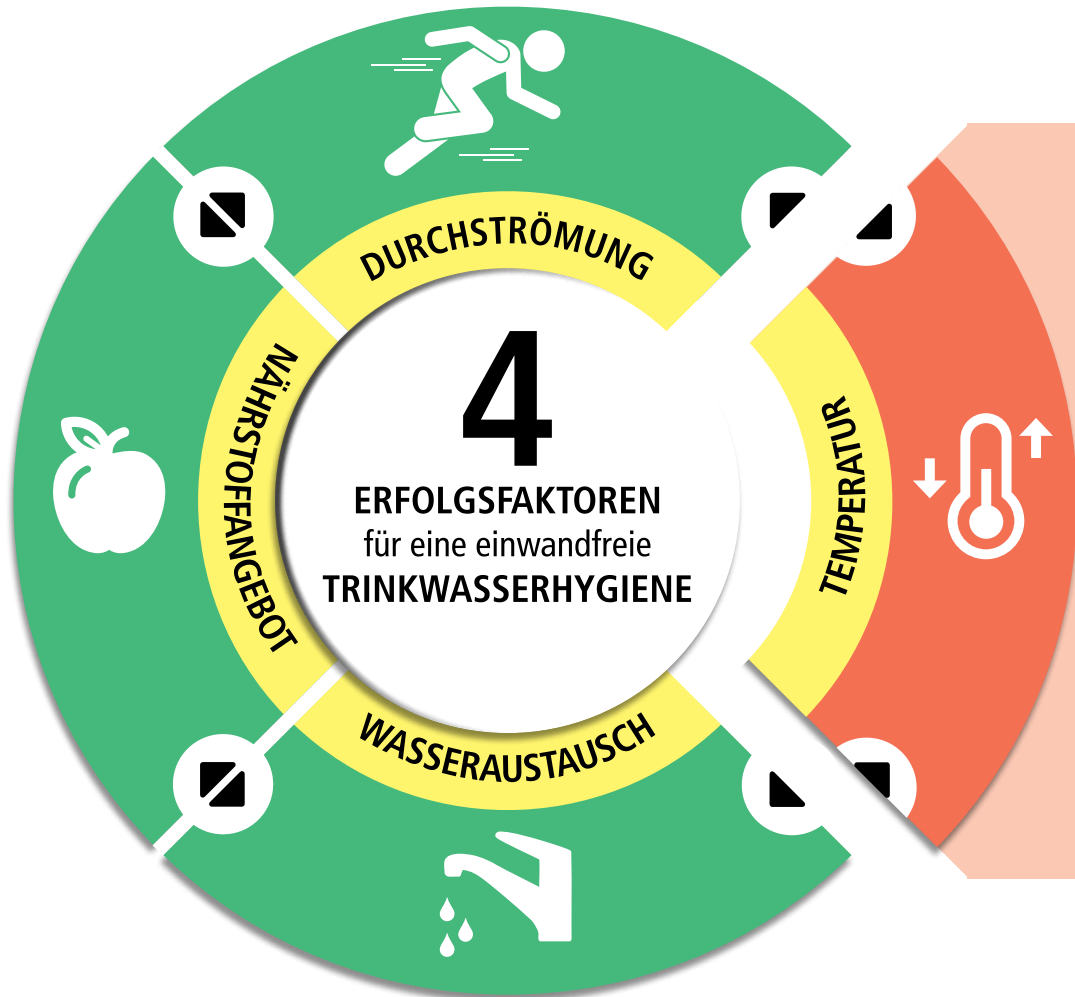 DURCHSTRÖMUNG
NÄHRSTOFFANGEBOT
4
ERFOLGSFAKTOREN
für eine einwandfreie
TRINKWASSERHYGIENE
TEMPERATUR
WASSERAUSTAUSCH